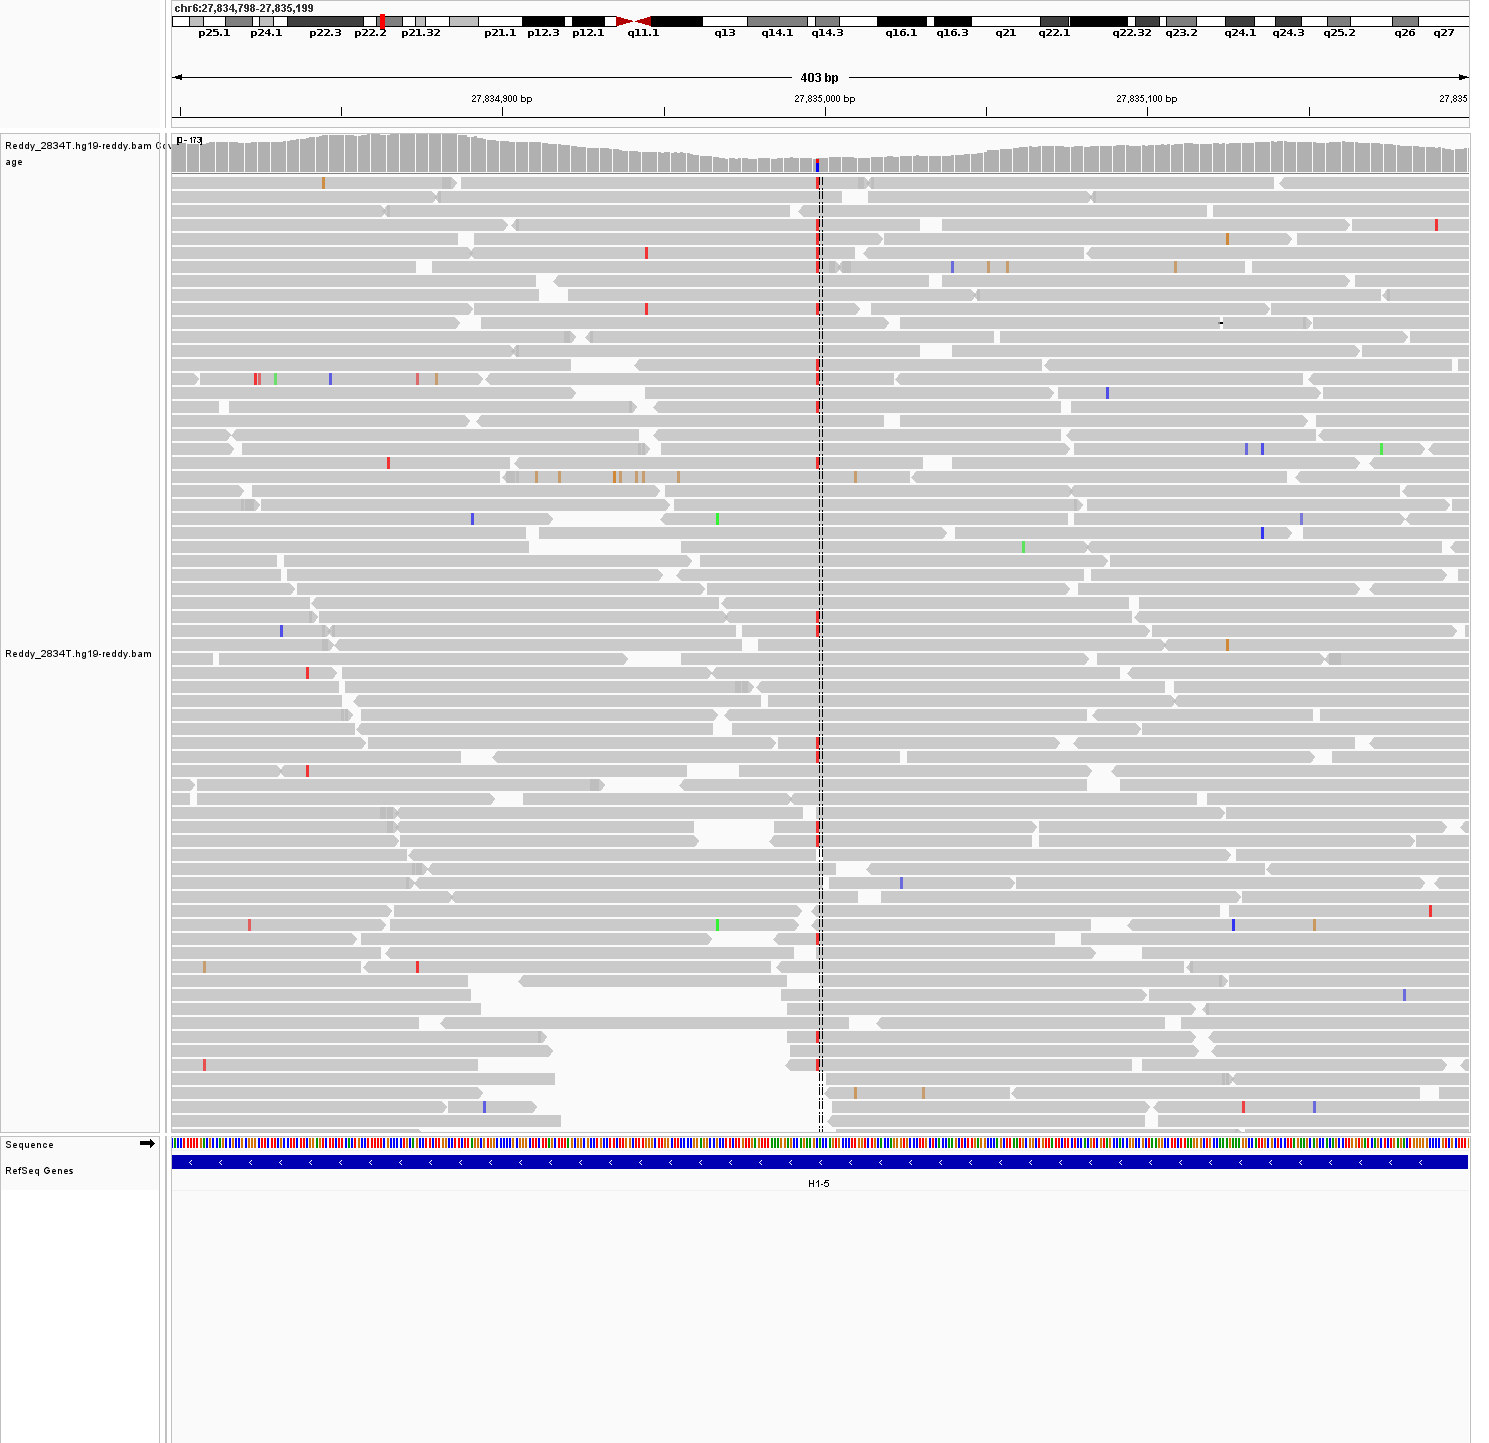 chr6:27,834,798-27,835,199
p25.1 p24.1 p22.3 p22.2 p21.32 p21.1 p12.3 p12.1 q11.1 q13 q14.1 q14.3 q16.1 q16.3 q21 q22.1 q22.32 q23.2 q24.1 q24.3 q25.2 q26 q27
403 bp
27,834,900 bp 27,835,000 bp 27,835,100 bp 27,835
[0 - 173]
Reddy_2834T.hg19-reddy.bam Cov
age
Reddy_2834T.hg19-reddy.bam
Sequence
RefSeq Genes
H1-5